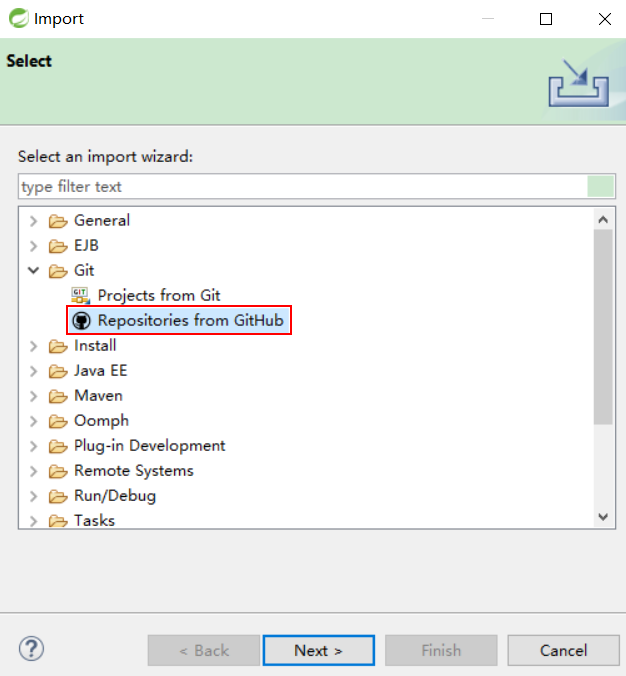 Import
Select
Select an import wizard:
type filter text
General
EJB
Git
GIT
Projects from Git
Repositories from GitHub
Install
Java EE
Maven
Oomph
Plug-in Development
Remote Systems
Run/Debug
Tasks
?
< Back
Next >
Finish
Cancel